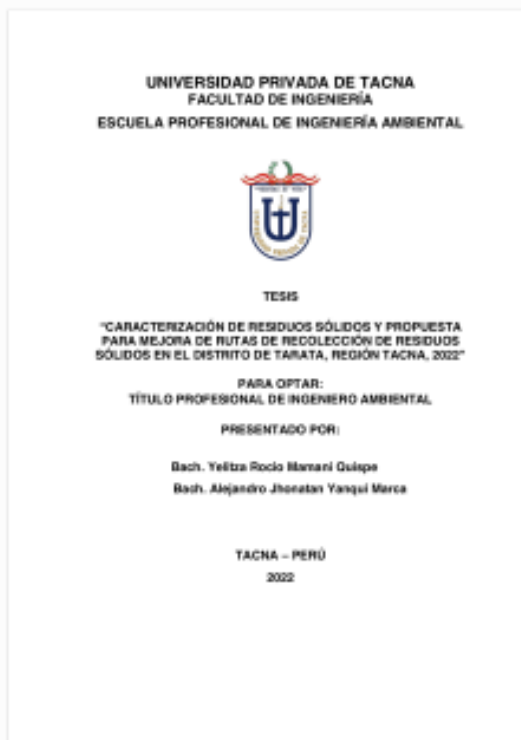 UNIVERSIDAD PRIVADA DE TACNA
FACULTAD DE INGENIERÍA
ESCUELA PROFESIONAL DE INGENIERÍA AMBIENTAL
TESIS
“CARACTERIZACIÓN DE RESIDUOS SÓLIDOS Y PROPUESTA
PARA MEJORA DE RUTAS DE RECOLECCIÓN DE RESIDUOS
SÓLIDOS EN EL DISTRITO DE TARATA, REGIÓN TACNA, 2022”
PARA OPTAR:
TÍTULO PROFESIONAL DE INGENIERO AMBIENTAL
PRESENTADO POR:
Bach. Yelitza Rocio Mamani Quispe
Bach. Alejandro Jhonatan Yanqui Marca
TACNA – PERÚ
2022